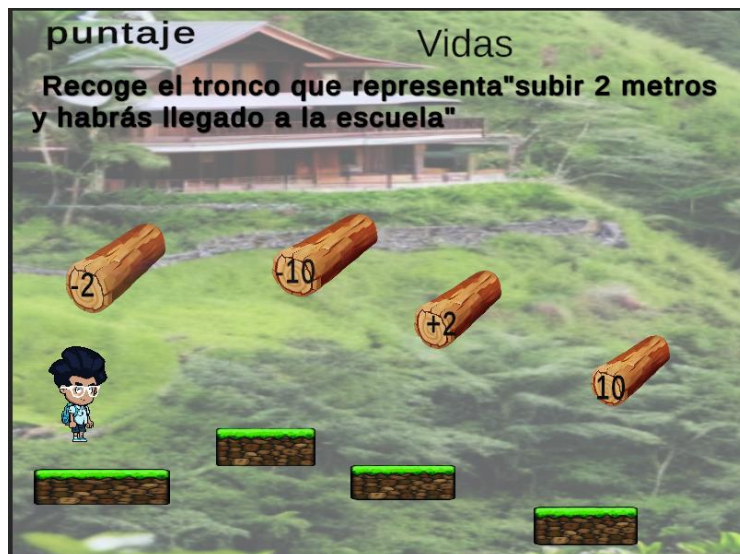 puntaje
Vidas
Recoge el tronco que representa"subir 2 metros
y habrás llegado a la escuela"
-2
-10
+2
10